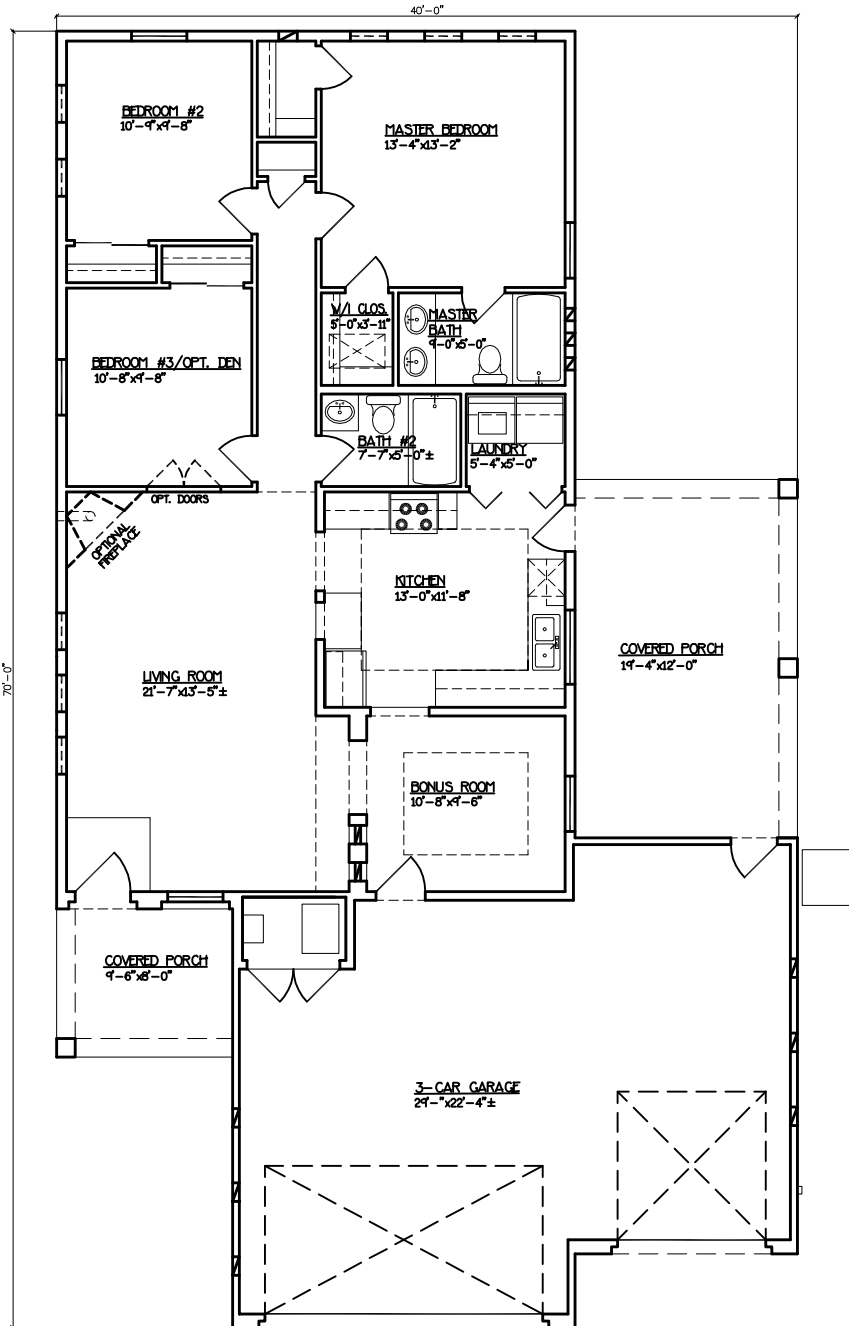 40'-0"
BEDROOM #2
10'-9"x9'-8"
MASTER BEDROOM
13'-4"x13'-2"
W/I CLOS.
5'-0"x3'-11"
MASTER
BATH
9'-0"x5'-0"
BEDROOM #3/OPT. DEN
10'-8"x9'-8"
BATH #2
7'-7"x5'-0"±
LAUNDRY
5'-4"x5'-0"
OPT. DOORS
OPTIONAL
FIREPLACE
KITCHEN
13'-0"x11'-8"
COVERED PORCH
19'-4"x12'-0"
70'-0"
LIVING ROOM
21'-7"x13'-5"±
BONUS ROOM
10'-8"x9'-6"
COVERED PORCH
9'-6"x8'-0"
3-CAR GARAGE
29'-"x22'-4"±